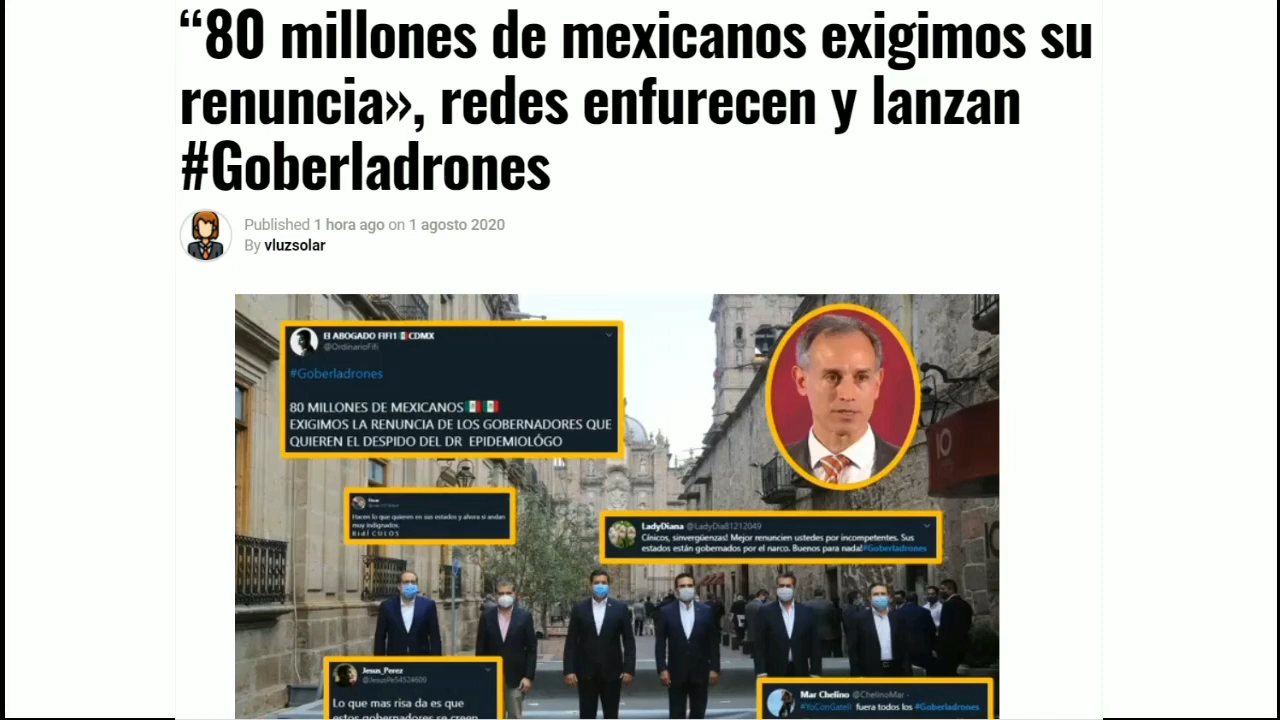 “80 millones de mexicanos exigimos su
renuncia», redes enfurecen y lanzan
#Goberladrones
Published 1 hora ago on 1 agosto 2020
By vluzsolar
El ABOGADO FIFI1 CDMX
@OrdinarioFifi
#Goberladrones
80 MILLONES DE MEXICANOS
EXIGIMOS LA RENUNCIA DE LOS GOBERNADORES QUE
QUIEREN EL DESPIDO DEL DR EPIDEMIOLÓGO
Hacen lo que quieren en sus estados y ahora si andan
muy indignados.
RidÍ CULOS
LadyDiana @LadyDia81212049
Cínicos, sinvergüenzas! Mejor renuncien ustedes por incompetentes. Sus
estados están gobernados por el narco. Buenos para nada!#Goberladrones
10
Jesus_Perez
@JesusPe54524609
Lo que mas risa da es que
estos gobernadores se creen
Mar Chelino @ChelinoMar ·
#YoConGatell fuera todos los #Goberladrones